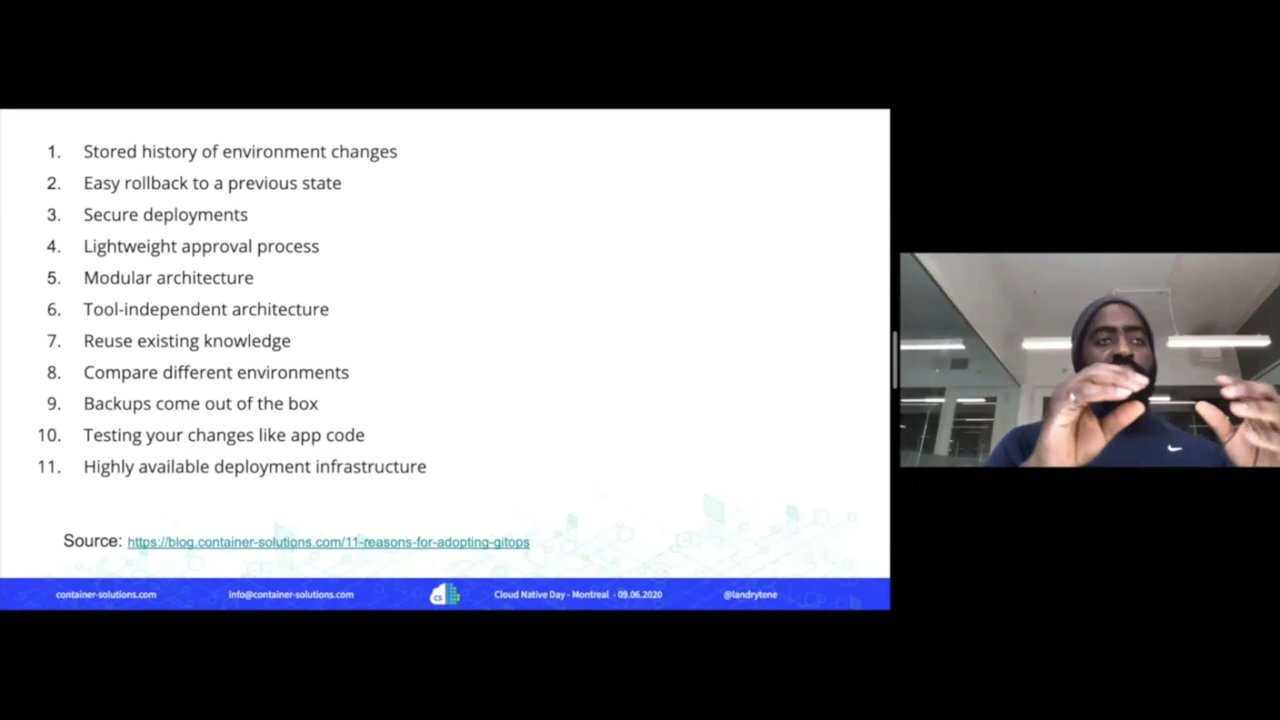 1. Stored history of environment changes
2. Easy rollback to a previous state
3. Secure deployments
4. Lightweight approval process
5. Modular architecture
6. Tool-independent architecture
7. Reuse existing knowledge
8. Compare different environments
9. Backups come out of the box
10. Testing your changes like app code
11. Highly available deployment infrastructure
Source: https://blog.container-solutions.com/11-reasons-for-adopting-gitops
container-solutions.com info@container-solutions.com CS Cloud Native Day - Montreal - 09.06.2020 @landrytene